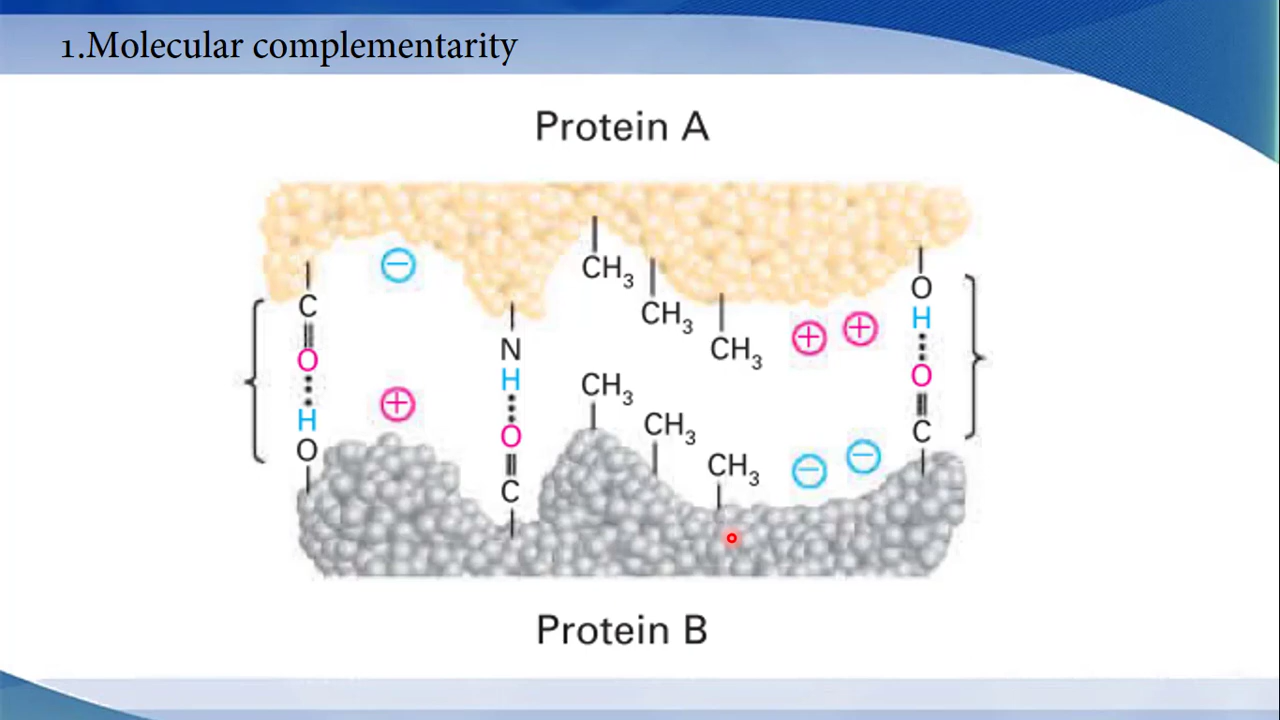 1.Molecular complementarity
Protein A
C
O
H
O
−
+
N
H
O
C
CH₃
CH₃
CH₃
CH₃
CH₃
CH₃
+ +
− −
O
H
O
C
Protein B